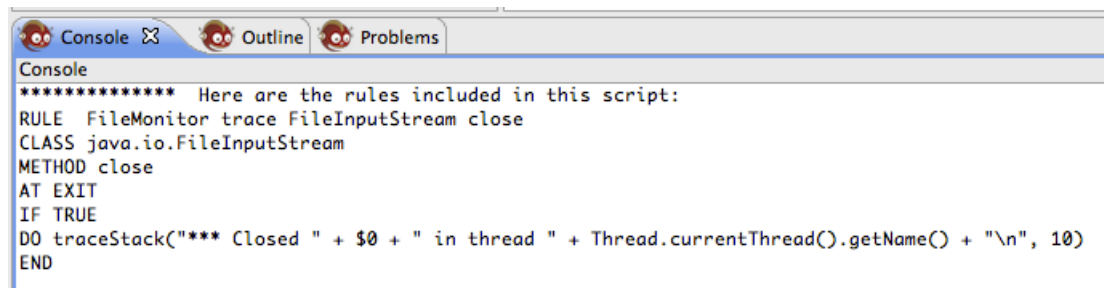 Console Outline Problems
Console
************** Here are the rules included in this script:
RULE FileMonitor trace FileInputStream close
CLASS java.io.FileInputStream
METHOD close
AT EXIT
IF TRUE
DO traceStack("*** Closed " + $0 + " in thread " + Thread.currentThread().getName() + "\n", 10)
END